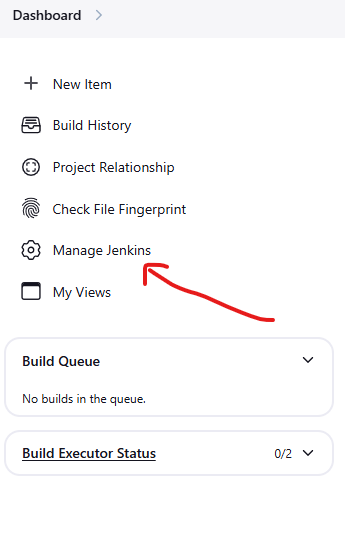 Dashboard
New Item
Build History
Project Relationship
Check File Fingerprint
Manage Jenkins
My Views
Build Queue
No builds in the queue.
Build Executor Status 0/2